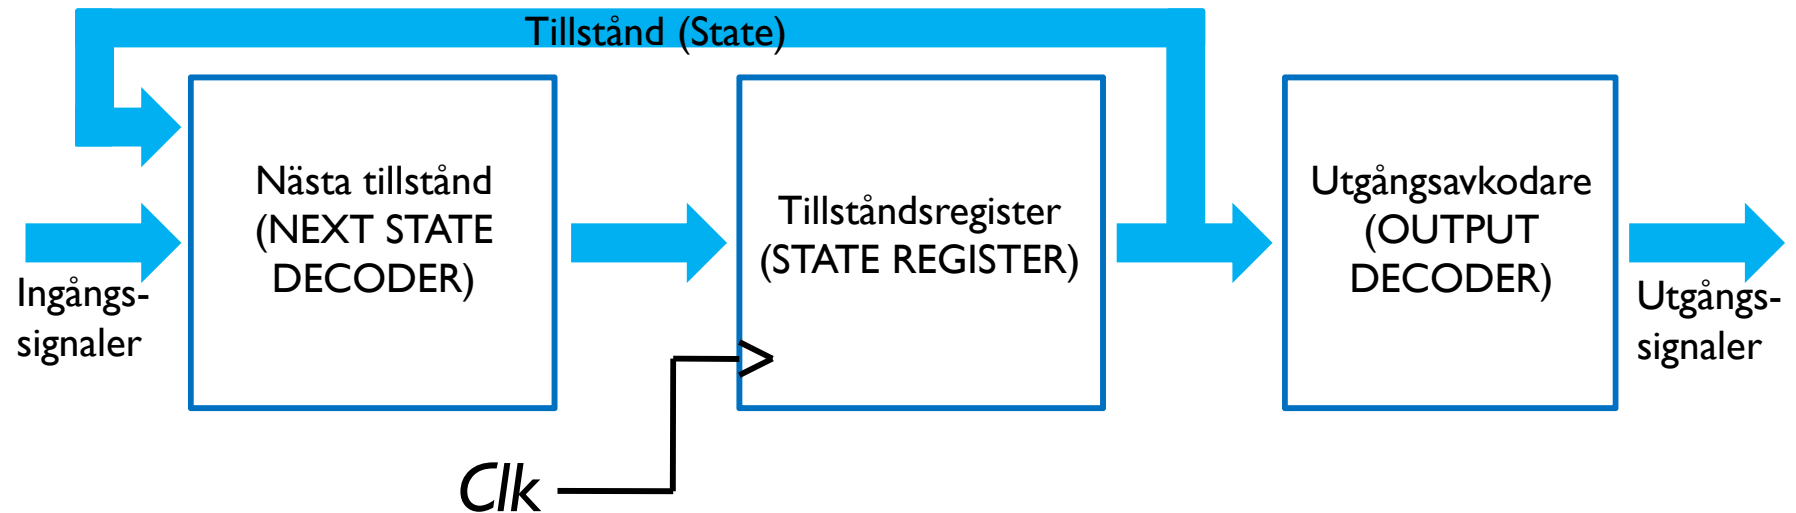 Tillstånd (State)
Nästa tillstånd
(NEXT STATE
DECODER)
Tillståndsregister
(STATE REGISTER)
Utgångsavkodare
(OUTPUT
DECODER)
Ingångs-
signaler
Utgångs-
signaler
Clk